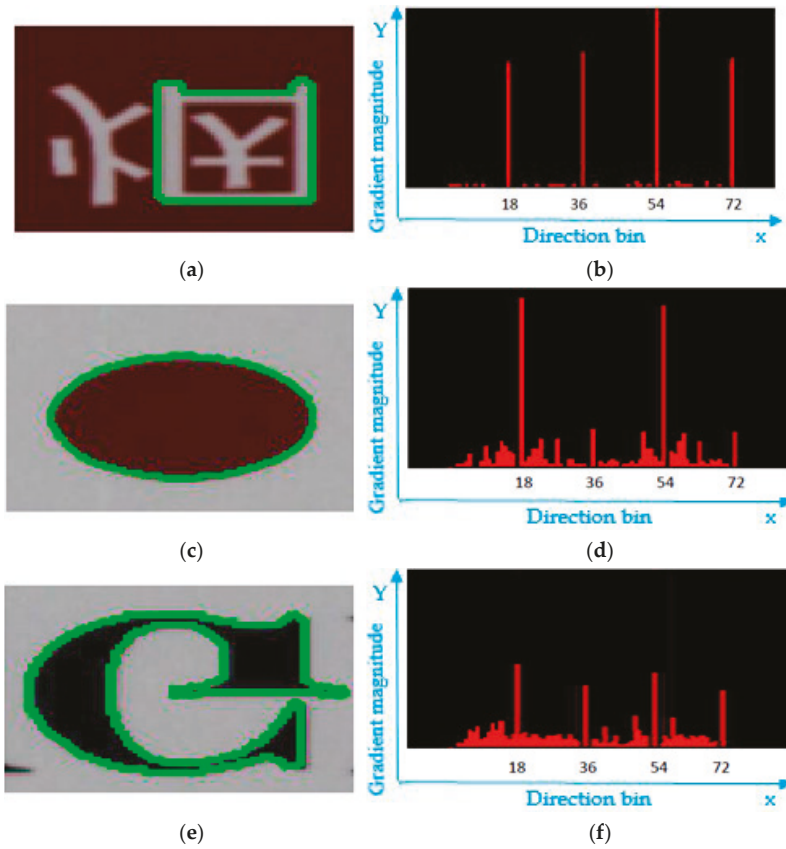 Y
Gradient magnitude
18 36 54 72
Direction bin x
(a) (b)
Y
Gradient magnitude
18 36 54 72
Direction bin x
(c) (d)
Y
Gradient magnitude
18 36 54 72
Direction bin x
(e) (f)